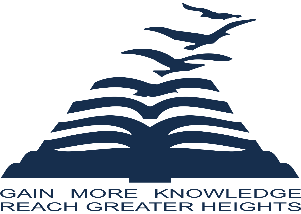 GAIN MORE KNOWLEDGE
REACH GREATER HEIGHTS